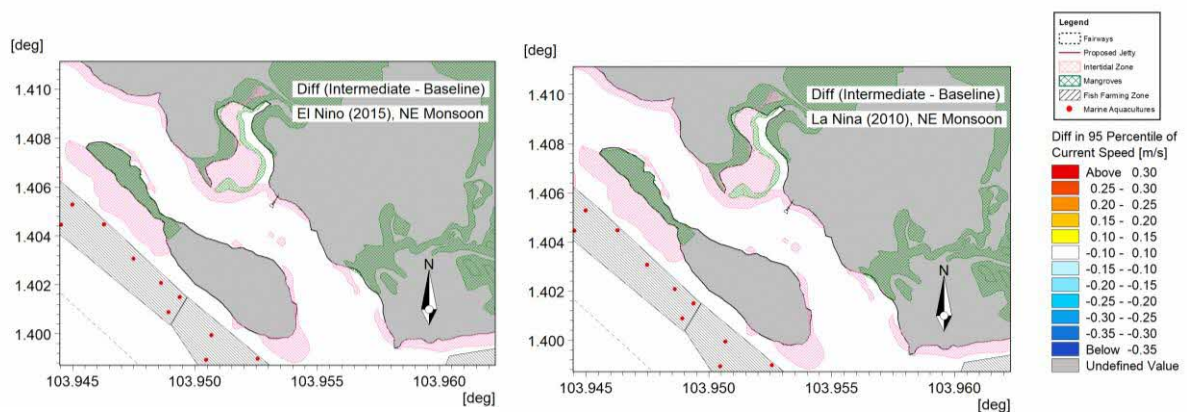 [deg]
1.410
1.408
1.406
1.404
1.402
1.400
Diff (Intermediate - Baseline)
El Nino (2015), NE Monsoon
N
103.945 103.950 103.955 103.960
[deg]
[deg]
1.410
1.408
1.406
1.404
1.402
1.400
Diff (Intermediate - Baseline)
La Nina (2010), NE Monsoon
N
103.945 103.950 103.955 103.960
[deg]
Legend
Fairways
Proposed Jetty
Intertidal Zone
Mangroves
Fish Farming Zone
Marine Aquacultures
Diff in 95 Percentile of
Current Speed [m/s]
Above 0.30
0.25 - 0.30
0.20 - 0.25
0.15 - 0.20
0.10 - 0.15
-0.10 - 0.10
-0.15 - -0.10
-0.20 - -0.15
-0.25 - -0.20
-0.30 - -0.25
-0.35 - -0.30
Below -0.35
Undefined Value